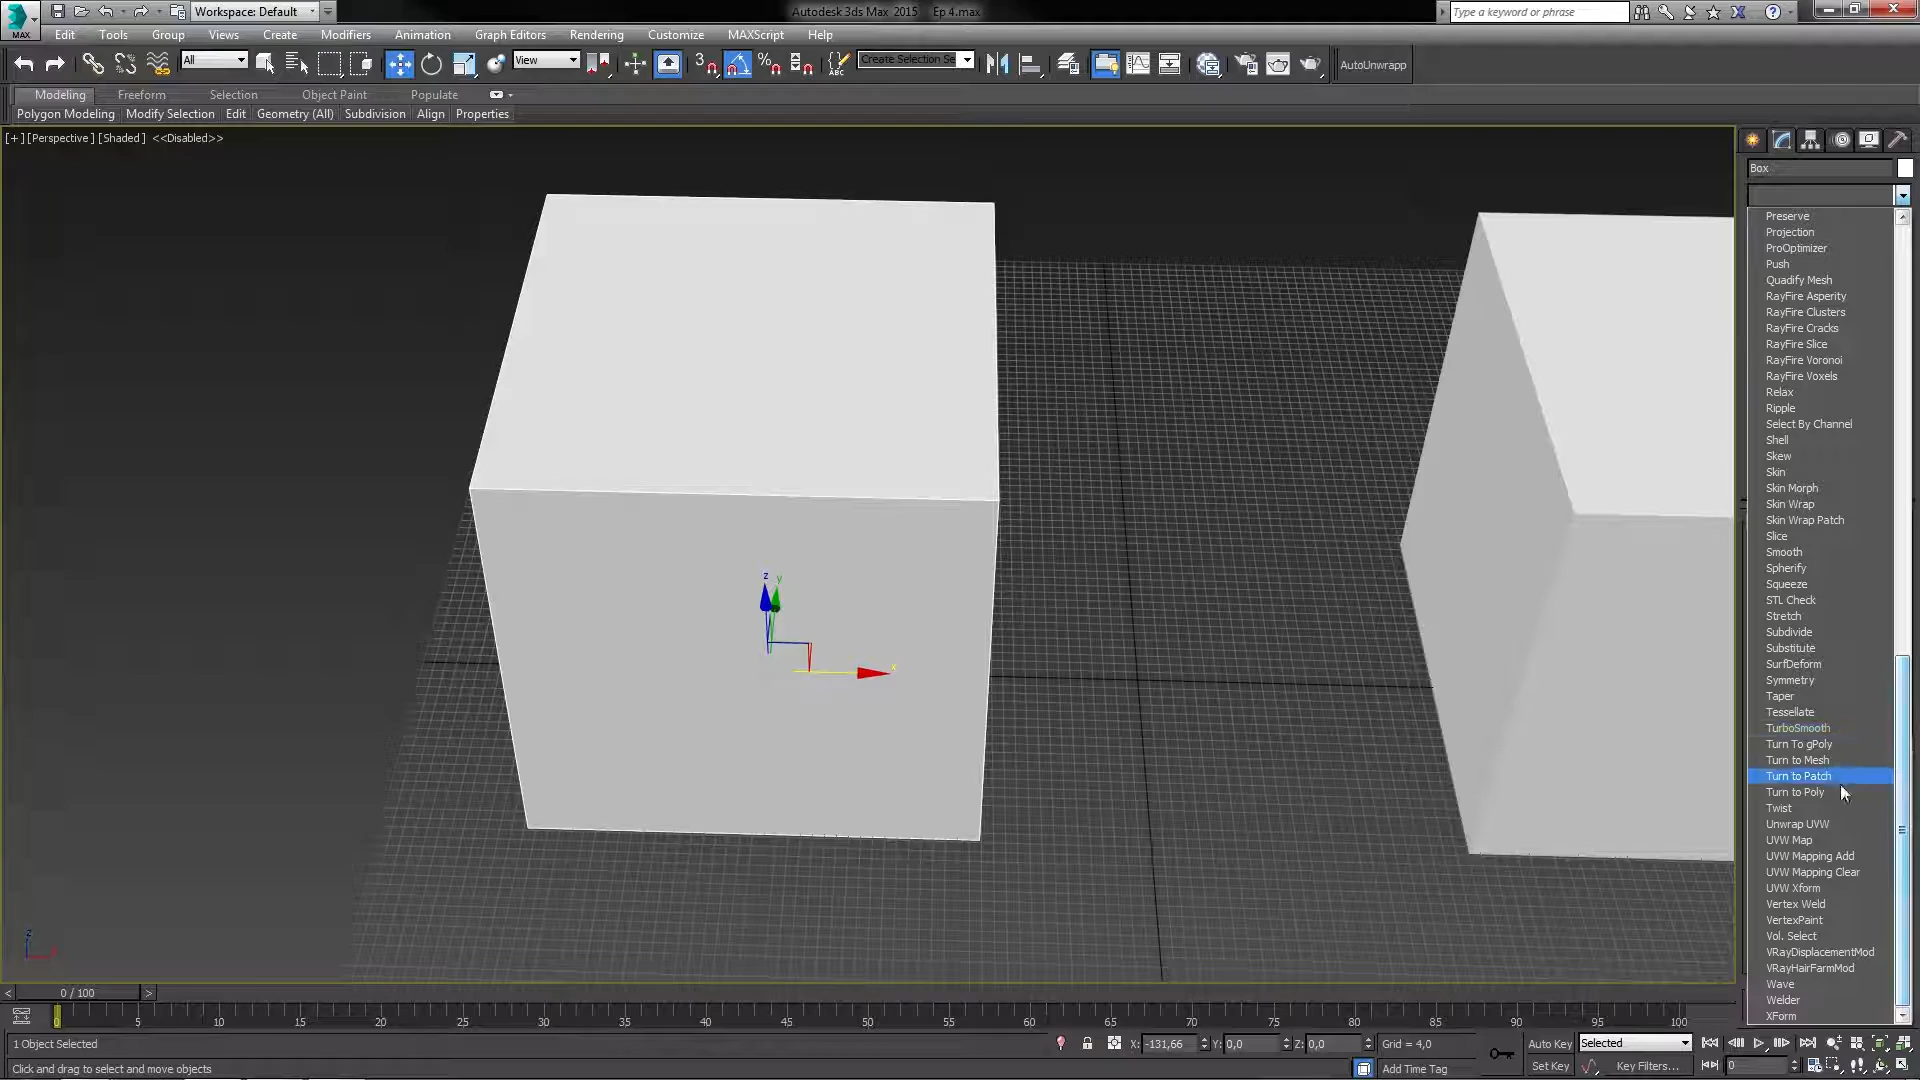 MAX
Workspace: Default
Autodesk 3ds Max 2015 Ep 4.max
Type a keyword or phrase
Edit Tools Group Views Create Modifiers Animation Graph Editors Rendering Customize MAXScript Help
All
View
3
%
ABC
Create Selection Se
AutoUnwrapp
Modeling Freeform Selection Object Paint Populate
Polygon Modeling Modify Selection Edit Geometry (All) Subdivision Align Properties
[+] [Perspective] [Shaded] <<Disabled>>
Box
Preserve
Projection
ProOptimizer
Push
Quadify Mesh
RayFire Asperity
RayFire Clusters
RayFire Cracks
RayFire Slice
RayFire Voronoi
RayFire Voxels
Relax
Ripple
Select By Channel
Shell
Skew
Skin
Skin Morph
Skin Wrap
Skin Wrap Patch
Slice
Smooth
Spherify
Squeeze
STL Check
Stretch
Subdivide
Substitute
SurfDeform
Symmetry
Taper
Tessellate
TurboSmooth
Turn To gPoly
Turn to Mesh
Turn to Patch
Turn to Poly
Twist
Unwrap UVW
UVW Map
UVW Mapping Add
UVW Mapping Clear
UVW Xform
Vertex Weld
VertexPaint
Vol. Select
VRayDisplacementMod
VRayHairFarmMod
Wave
Welder
XForm
z y
x
z
< 0 / 100 >
0 5 10 15 20 25 30 35 40 45 50 55 60 65 70 75 80 85 90 95 100
1 Object Selected
X: -131,66 Y: 0,0 Z: 0,0 Grid = 4,0
Auto Key Selected
Click and drag to select and move objects
Add Time Tag
Set Key Key Filters... 0